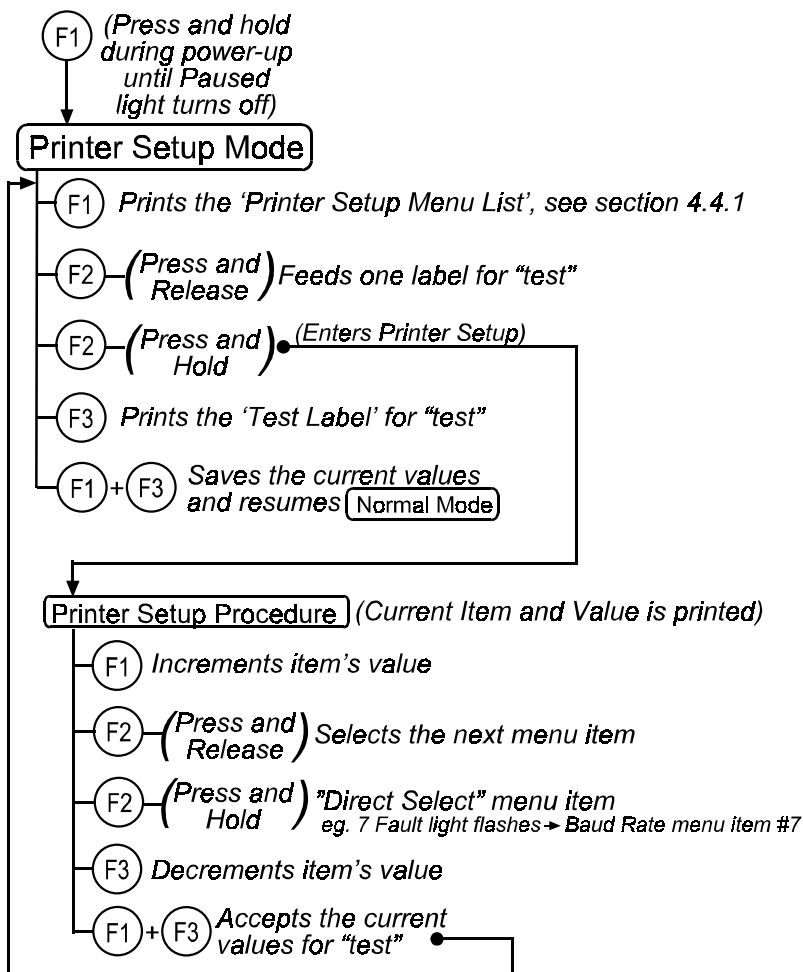 F1 (Press and hold
during power-up
until Paused
light turns off)
Printer Setup Mode
F1 Prints the ‘Printer Setup Menu List’, see section 4.4.1
F2 (Press and
Release) Feeds one label for “test”
F2 (Press and
Hold) (Enters Printer Setup)
F3 Prints the ‘Test Label’ for “test”
F1 + F3 Saves the current values
and resumes Normal Mode
Printer Setup Procedure (Current Item and Value is printed)
F1 Increments item’s value
F2 (Press and
Release) Selects the next menu item
F2 (Press and
Hold) ”Direct Select” menu item
eg. 7 Fault light flashes → Baud Rate menu item #7
F3 Decrements item’s value
F1 + F3 Accepts the current
values for “test”